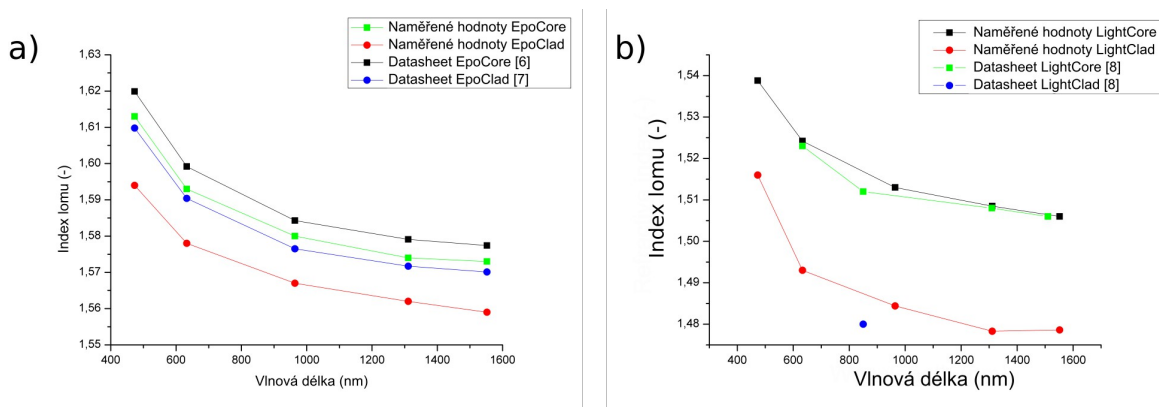 a)
Naměřené hodnoty EpoCore
Naměřené hodnoty EpoClad
Datasheet EpoCore [6]
Datasheet EpoClad [7]
1,63
1,62
1,61
1,60
1,59
1,58
1,57
1,56
1,55
Index lomu (-)
400 600 800 1000 1200 1400 1600
Vlnová délka (nm)
b)
Naměřené hodnoty LightCore
Naměřené hodnoty LightClad
Datasheet LightCore [8]
Datasheet LightClad [8]
1,54
1,53
1,52
1,51
1,50
1,49
1,48
Index lomu (-)
400 600 800 1000 1200 1400 1600
Vlnová délka (nm)